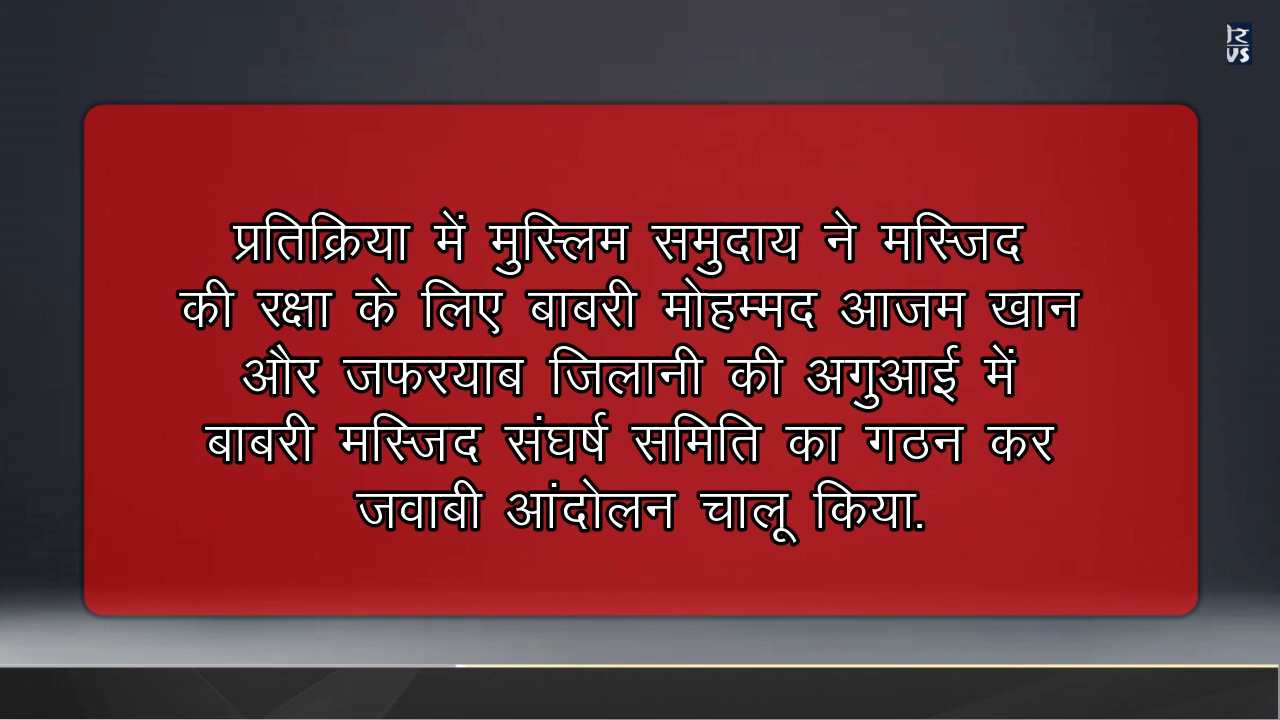 प्रतिक्रिया में मुस्लिम समुदाय ने मस्जिद
की रक्षा के लिए बाबरी मोहम्मद आजम खान
और जफरयाब जिलानी की अगुआई में
बाबरी मस्जिद संघर्ष समिति का गठन कर
जवाबी आंदोलन चालू किया.